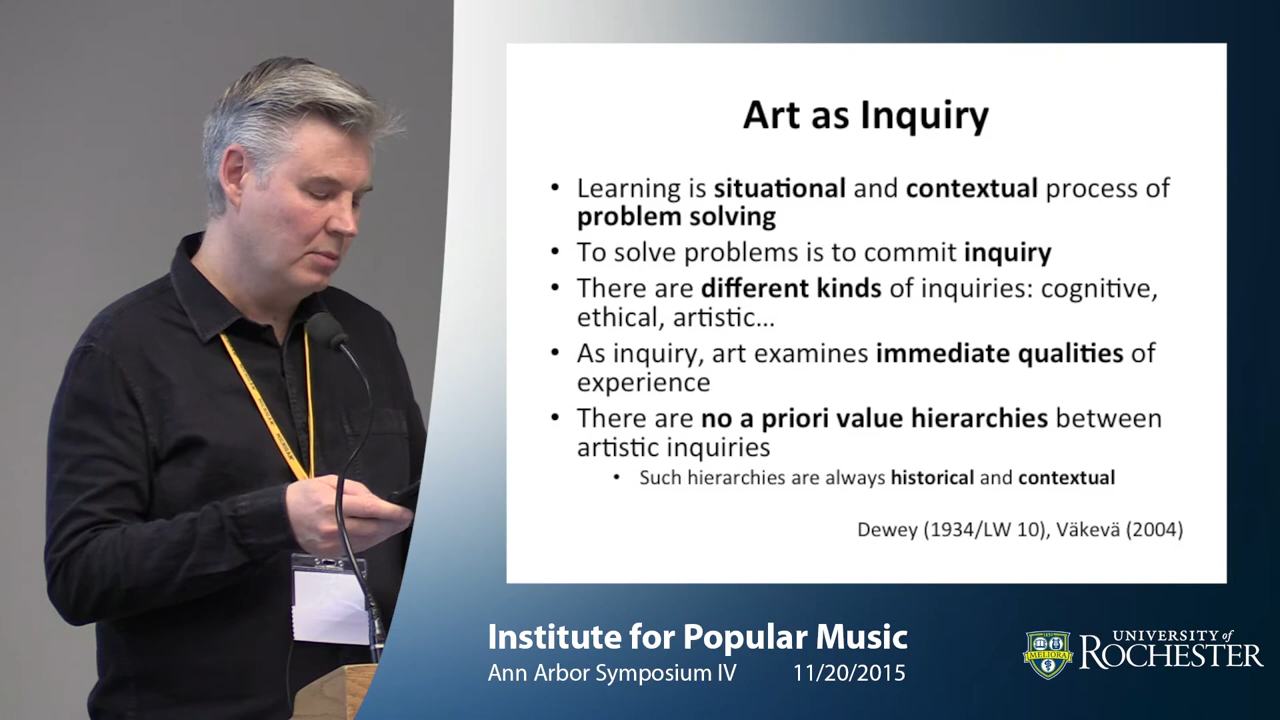 Art as Inquiry
• Learning is situational and contextual process of
problem solving
• To solve problems is to commit inquiry
• There are different kinds of inquiries: cognitive,
ethical, artistic...
• As inquiry, art examines immediate qualities of
experience
• There are no a priori value hierarchies between
artistic inquiries
• Such hierarchies are always historical and contextual
Dewey (1934/LW 10), Väkevä (2004)
Institute for Popular Music
Ann Arbor Symposium IV 11/20/2015
MELIORA
UNIVERSITY of
ROCHESTER